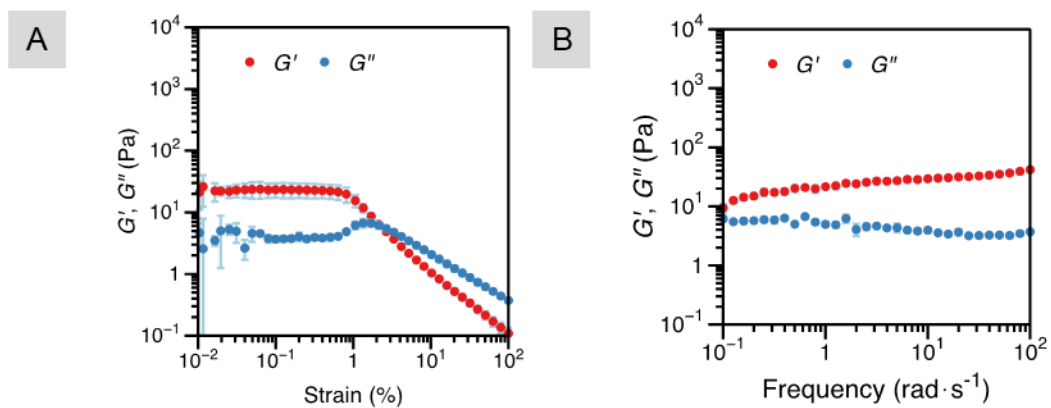 A
B
G' G"
G', G" (Pa)
10⁴
10³
10²
10
1
10⁻¹
10⁻² 10⁻¹ 1 10 10²
Strain (%)
G' G"
G', G" (Pa)
10⁴
10³
10²
10
1
10⁻¹
10⁻¹ 1 10 10²
Frequency (rad·s⁻¹)